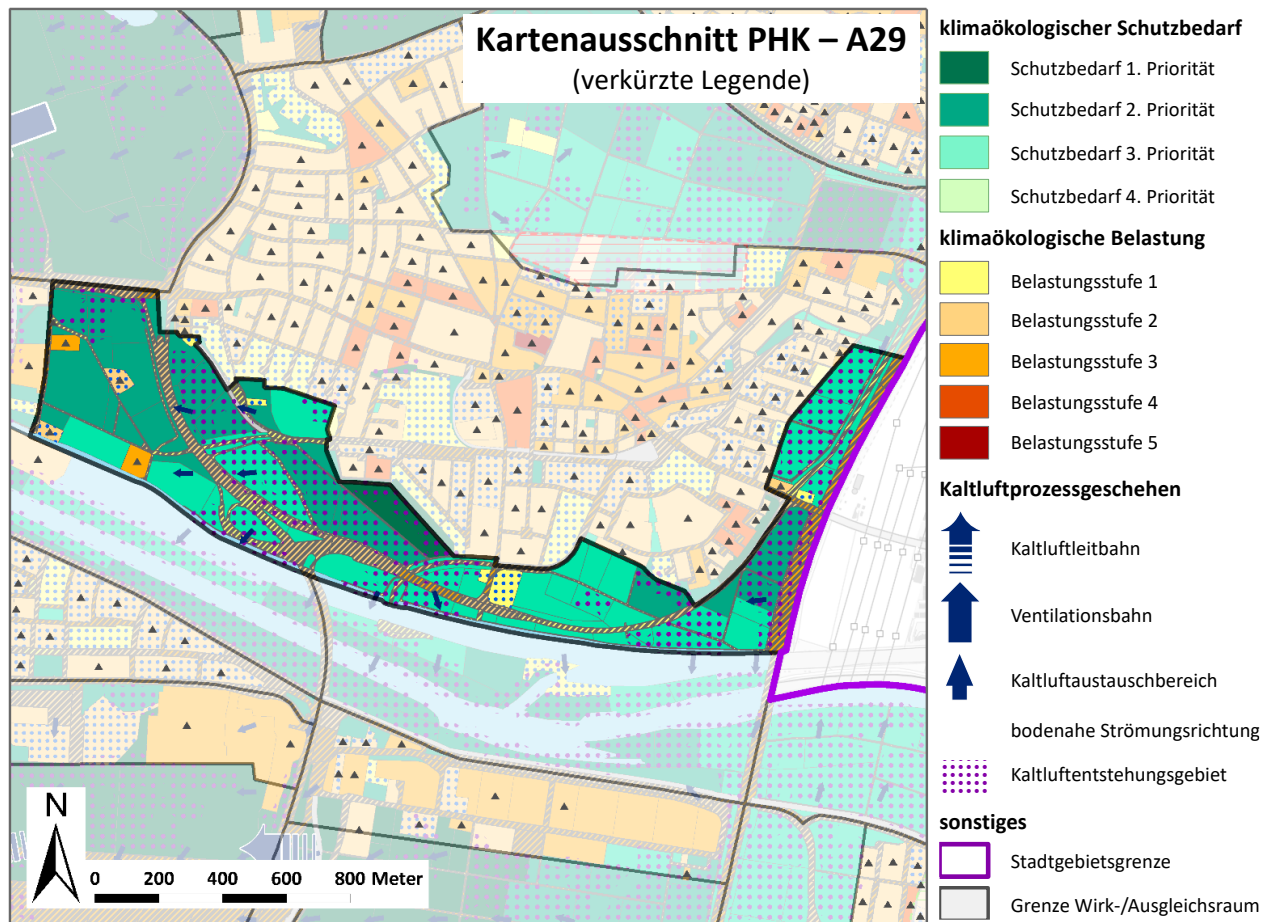 Kartenausschnitt PHK – A29
(verkürzte Legende)
klimaökologischer Schutzbedarf
Schutzbedarf 1. Priorität
Schutzbedarf 2. Priorität
Schutzbedarf 3. Priorität
Schutzbedarf 4. Priorität
klimaökologische Belastung
Belastungsstufe 1
Belastungsstufe 2
Belastungsstufe 3
Belastungsstufe 4
Belastungsstufe 5
Kaltluftprozessgeschehen
Kaltluftleitbahn
Ventilationsbahn
Kaltluftaustauschbereich
bodenahe Strömungsrichtung
Kaltluftentstehungsgebiet
sonstiges
Stadtgebietsgrenze
Grenze Wirk-/Ausgleichsraum
N
0 200 400 600 800 Meter